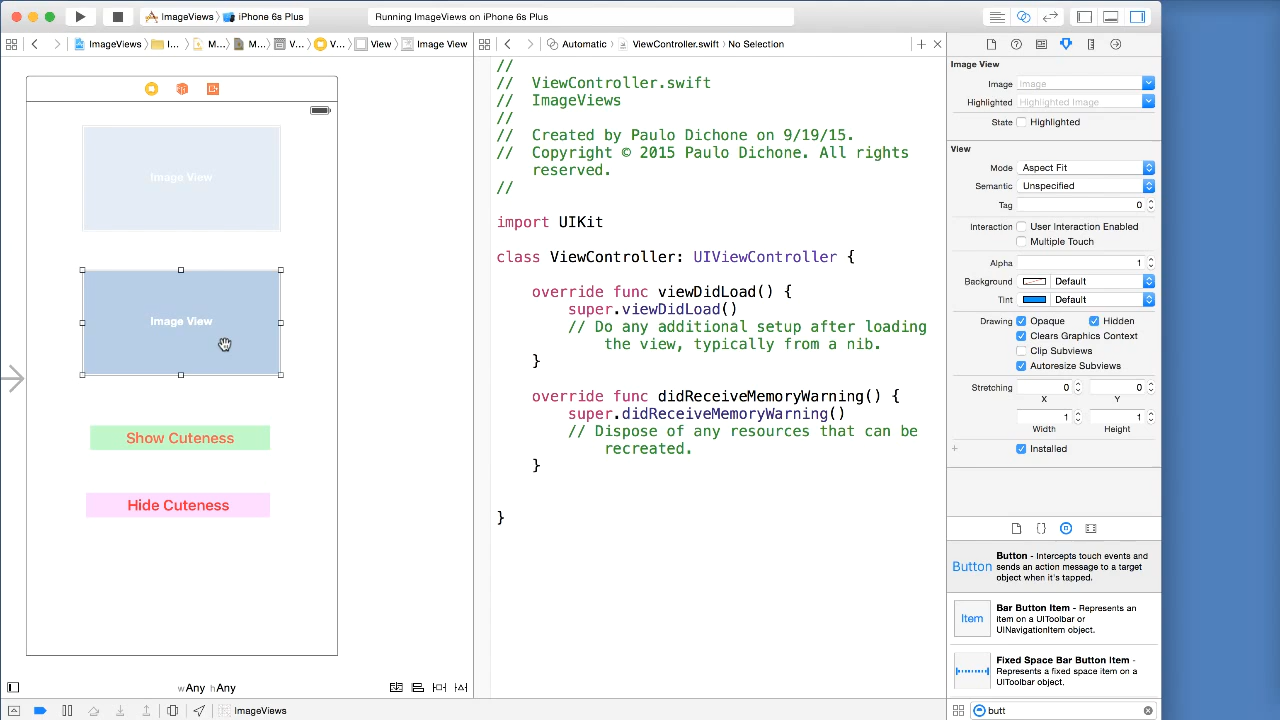 ImageViews iPhone 6s Plus
Running ImageViews on iPhone 6s Plus
ImageViews I... M... M... V... V... View Image View
Automatic ViewController.swift No Selection
Image View
Image View
Show Cuteness
Hide Cuteness
wAny hAny
//
// ViewController.swift
// ImageViews
//
// Created by Paulo Dichone on 9/19/15.
// Copyright © 2015 Paulo Dichone. All rights
reserved.
//
import UIKit
class ViewController: UIViewController {
override func viewDidLoad() {
super.viewDidLoad()
// Do any additional setup after loading
the view, typically from a nib.
}
override func didReceiveMemoryWarning() {
super.didReceiveMemoryWarning()
// Dispose of any resources that can be
recreated.
}
}
Image View
Image Image
Highlighted Highlighted Image
State Highlighted
View
Mode Aspect Fit
Semantic Unspecified
Tag 0
Interaction User Interaction Enabled
Multiple Touch
Alpha 1
Background Default
Tint Default
Drawing Opaque Hidden
Clears Graphics Context
Clip Subviews
Autoresize Subviews
Stretching 0 0
X Y
1 1
Width Height
Installed
Button
Button - Intercepts touch events and
sends an action message to a target
object when it's tapped.
Item
Bar Button Item - Represents an
item on a UIToolbar or
UINavigationItem object.
Fixed Space Bar Button Item -
Represents a fixed space item on a
UIToolbar object.
ImageViews
butt